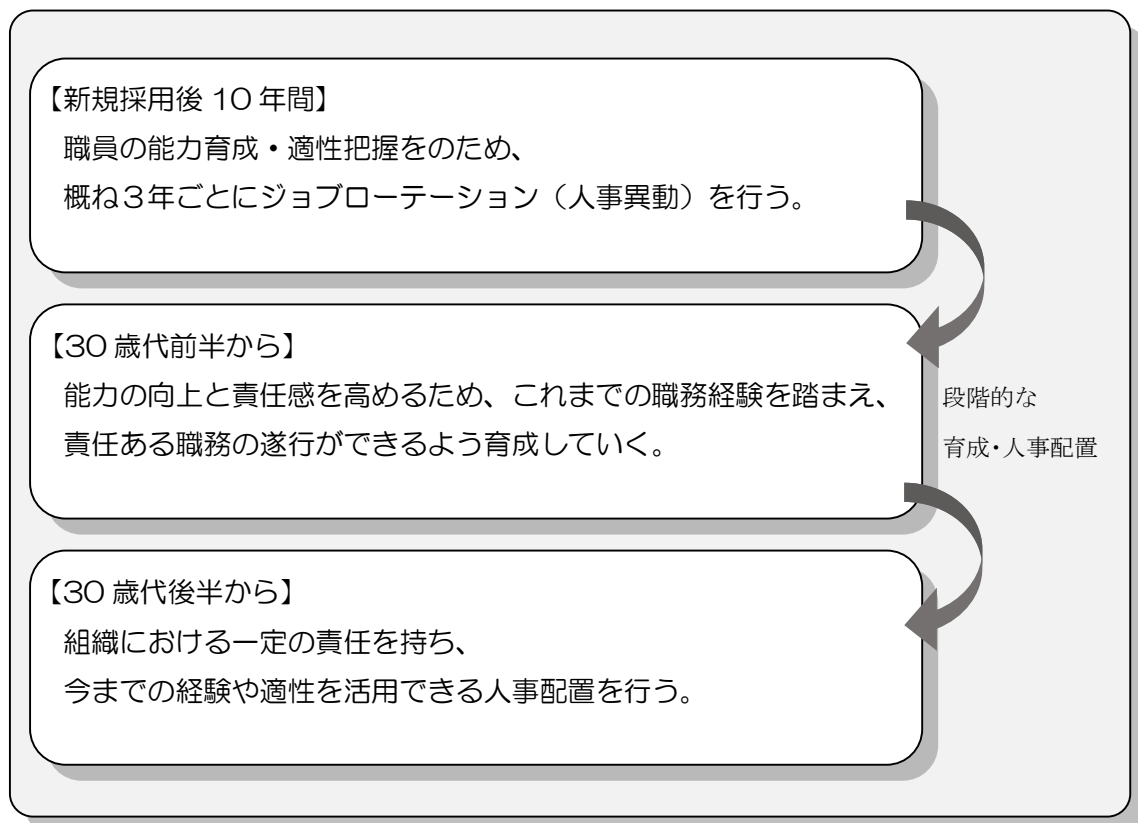 【新規採用後 10 年間】
職員の能力育成・適性把握をのため、
概ね３年ごとにジョブローテーション（人事異動）を行う。
【30 歳代前半から】
能力の向上と責任感を高めるため、これまでの職務経験を踏まえ、
責任ある職務の遂行ができるよう育成していく。
段階的な
育成・人事配置
【30 歳代後半から】
組織における一定の責任を持ち、
今までの経験や適性を活用できる人事配置を行う。